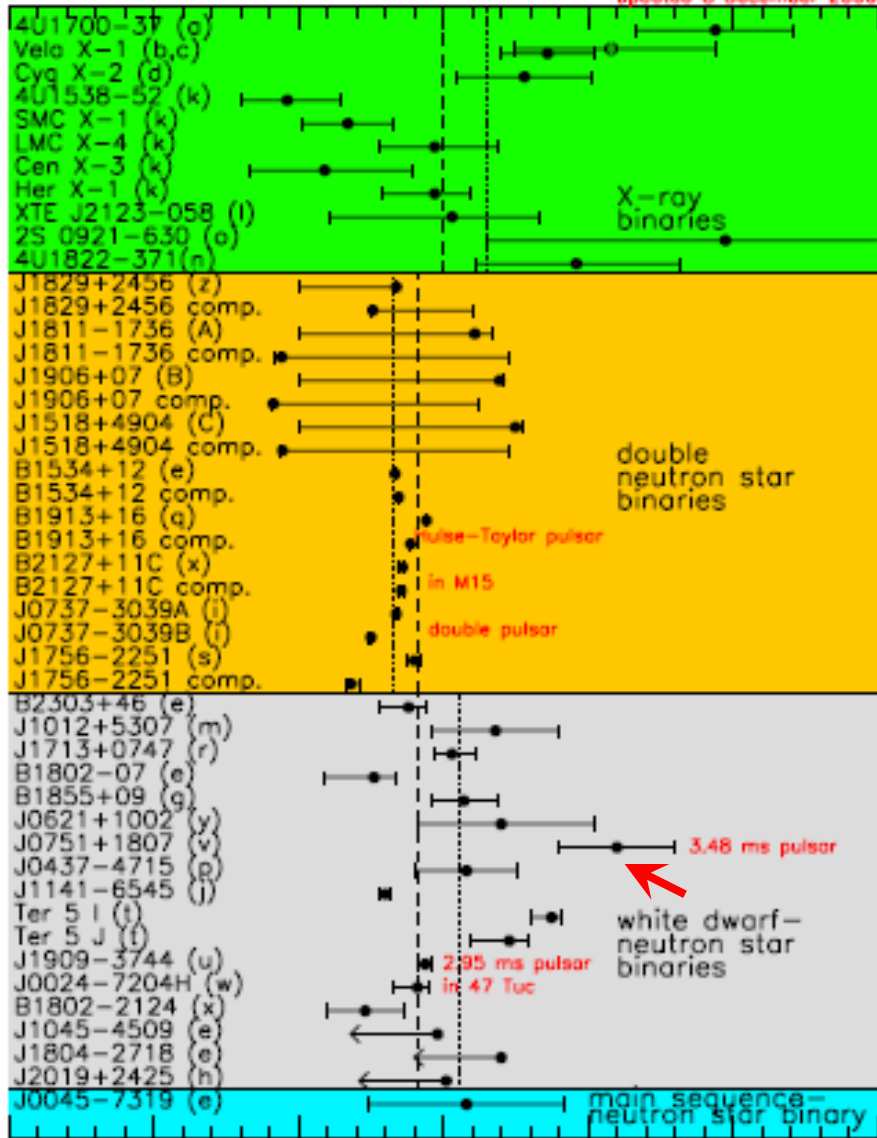 4U1700-37 (a)
Vela X-1 (b,c)
Cyg X-2 (d)
4U1538-52 (k)
SMC X-1 (k)
LMC X-4 (k)
Cen X-3 (k)
Her X-1 (k)
XTE J2123-058 (l)
2S 0921-630 (o)
4U1822-371(n)
X-ray
binaries
J1829+2456 (z)
J1829+2456 comp.
J1811-1736 (A)
J1811-1736 comp.
J1906+07 (B)
J1906+07 comp.
J1518+4904 (C)
J1518+4904 comp.
B1534+12 (e)
B1534+12 comp.
B1913+16 (q)
B1913+16 comp.
B2127+11C (x)
B2127+11C comp.
J0737-3039A (i)
J0737-3039B (i)
J1756-2251 (s)
J1756-2251 comp.
double
neutron star
binaries
Hulse-Taylor pulsar
in M15
double pulsar
B2303+46 (e)
J1012+5307 (m)
J1713+0747 (r)
B1802-07 (e)
B1855+09 (g)
J0621+1002 (y)
J0751+1807 (v)
J0437-4715 (p)
J1141-6545 (j)
Ter 5 I (t)
Ter 5 J (t)
J1909-3744 (u)
J0024-7204H (w)
B1802-2124 (x)
J1045-4509 (e)
J1804-2718 (e)
J2019+2425 (h)
3.48 ms pulsar
white dwarf-
neutron star
binaries
2.95 ms pulsar
in 47 Tuc
J0045-7319 (e)
main sequence-
neutron star binary